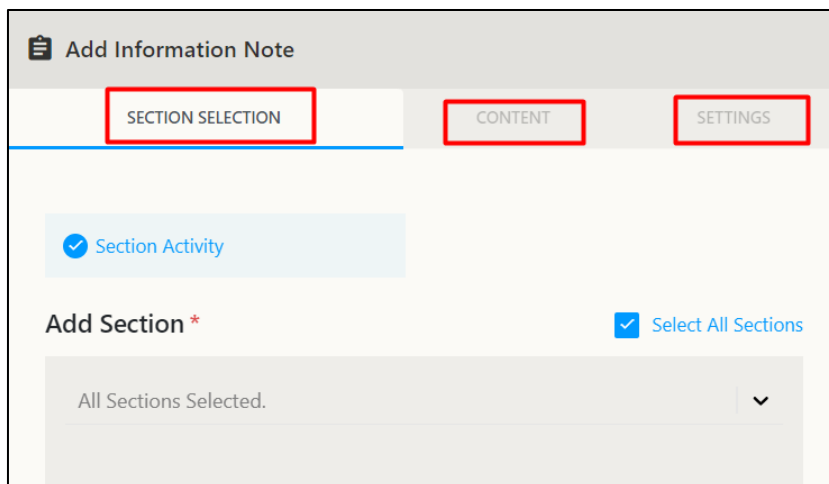 Add Information Note
SECTION SELECTION CONTENT SETTINGS
Section Activity
Add Section * Select All Sections
All Sections Selected.